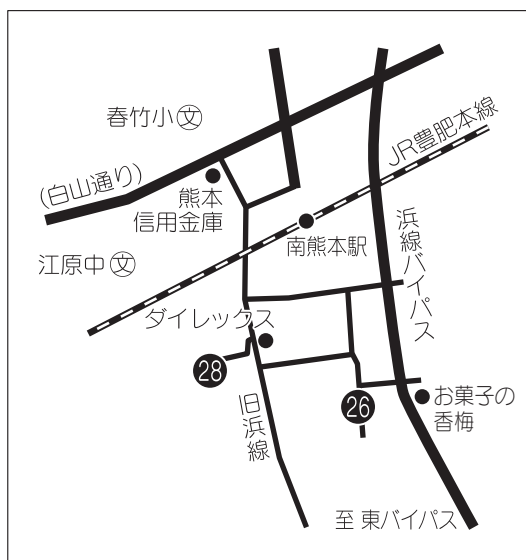 春竹小文
(白山通り)
熊本
信用金庫
JR豊肥本線
江原中文
南熊本駅
浜線バイパス
ダイレックス
28
26
お菓子の
香梅
旧浜線
至 東バイパス